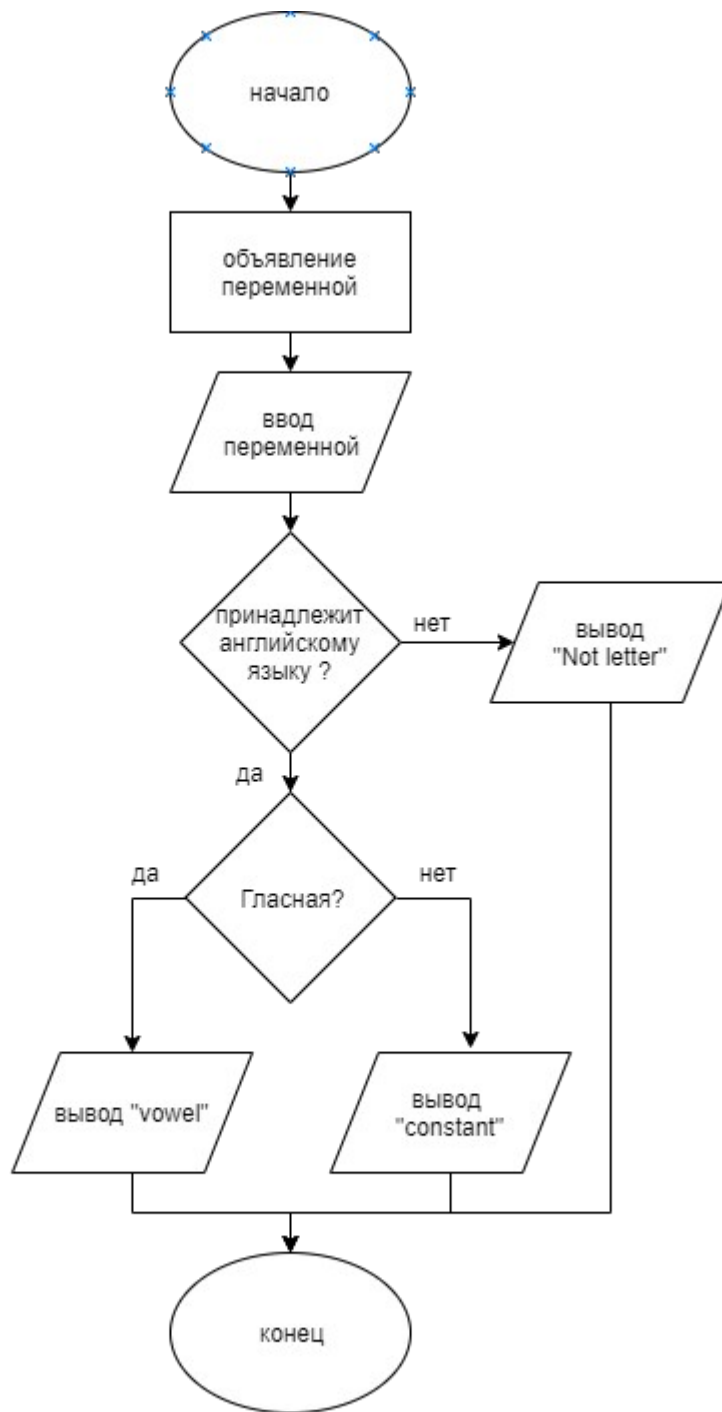 начало
объявление
переменной
ввод
переменной
принадлежит
английскому
языку ?
нет
вывод
"Not letter"
да
Гласная?
да
нет
вывод "vowel"
вывод
"constant"
конец